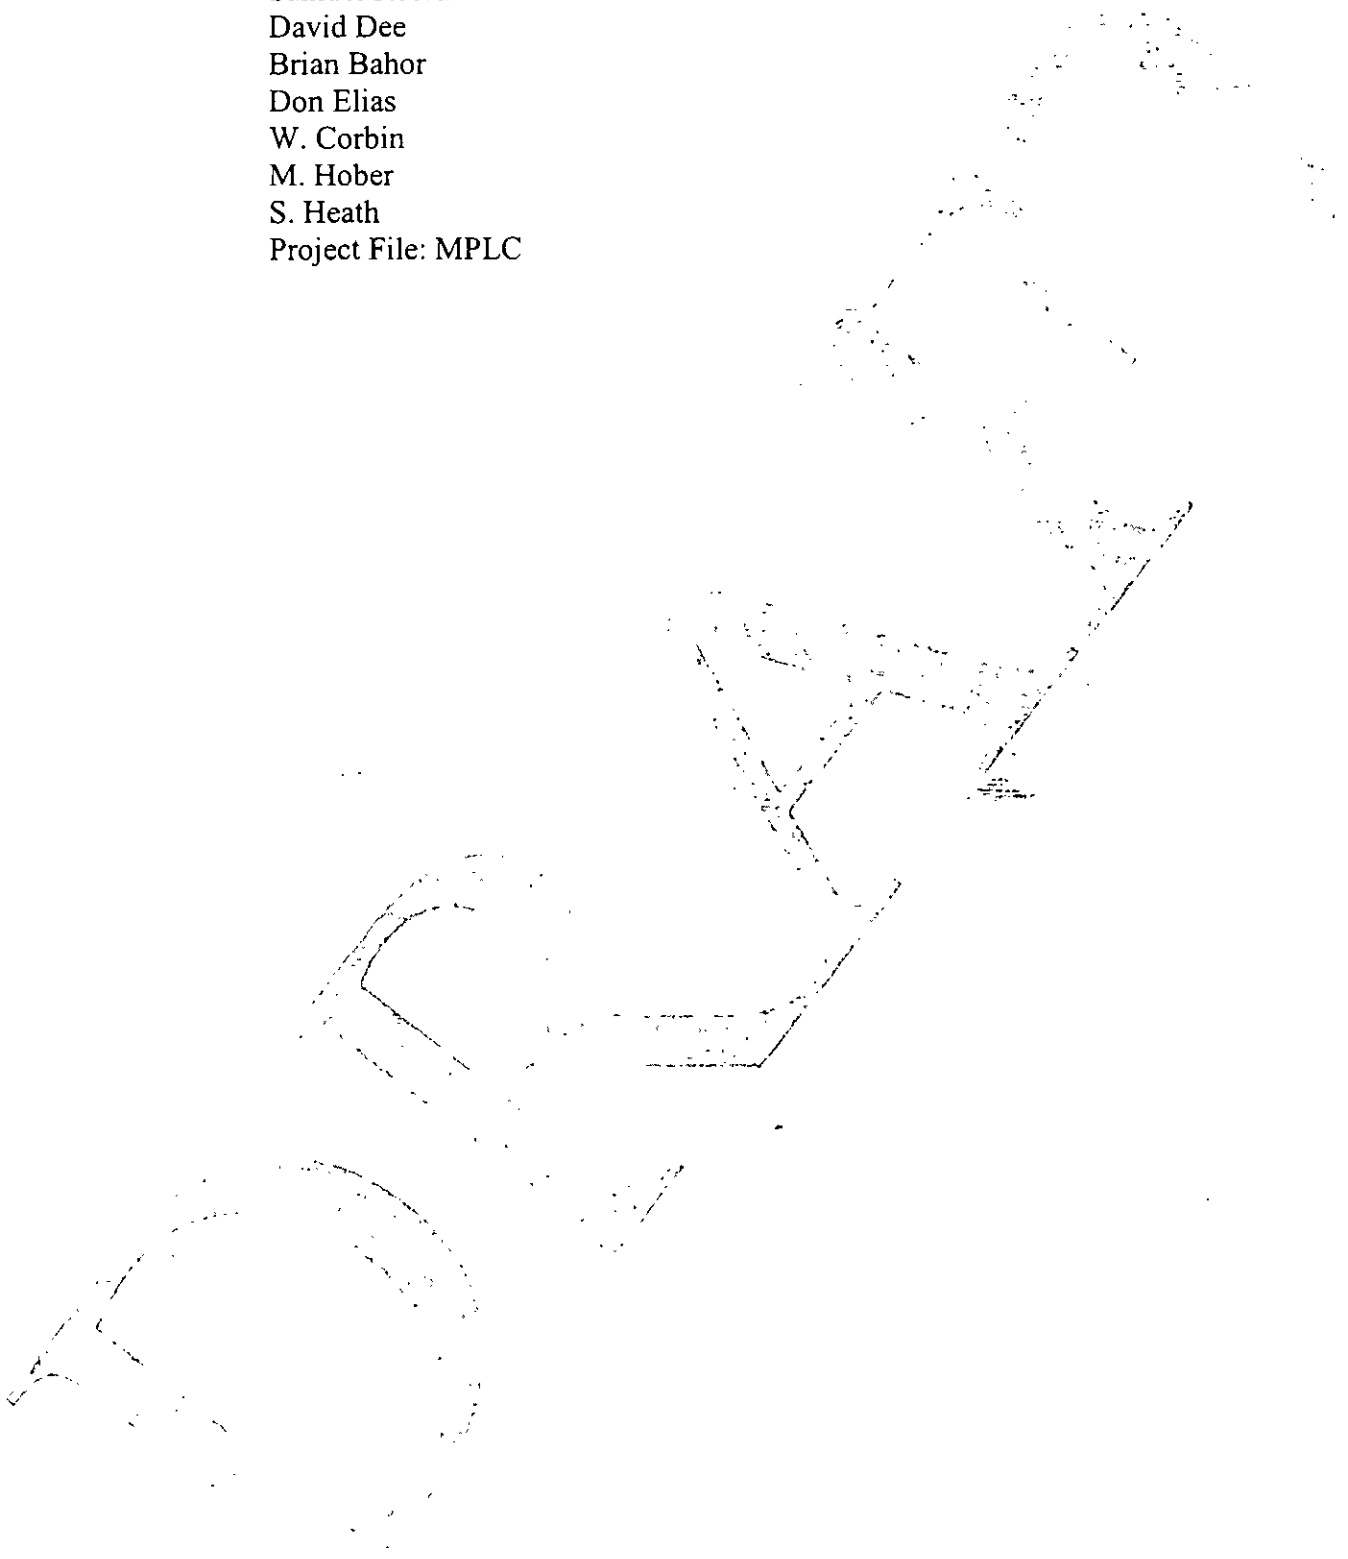 David Dee
Brian Bahor
Don Elias
W. Corbin
M. Hober
S. Heath
Project File: MPLC